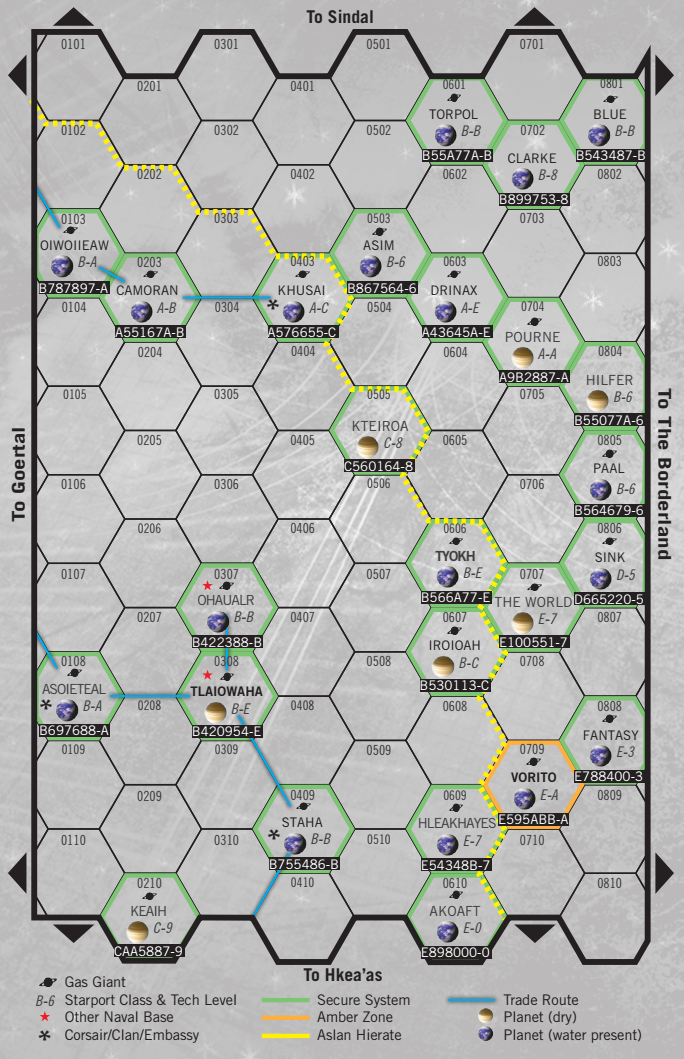 To Sindal
0101
0301
0501
0701
0201
0401
0601
TORPOL
B-B
B55A77A-B
0801
BLUE
B-B
B543487-B
0102
0302
0502
0702
CLARKE
B-8
B899753-8
0202
0402
0602
0802
0103
OIWOIIEAW
B-A
B787897-A
0303
0503
ASIM
B-6
B867564-6
0703
0203
CAMORAN
A-B
A55167A-B
0403
KHUSAI
A-C
A576655-C
0603
DRINAX
A-E
A43645A-E
0803
0104
0304
0504
0704
POURNE
A-A
A9B2887-A
0204
0404
0604
0804
HILFER
B-6
B55077A-6
0105
0305
0505
KTEIROA
C-8
C560164-8
0705
0205
0405
0605
0805
PAAL
B-6
B564679-6
0106
0306
0506
0706
0206
0406
0606
TYOKH
B-E
B566A77-E
0806
SINK
D-5
D665220-5
0107
0307
OHAUALR
B-B
B422388-B
0507
0707
THE WORLD
E-7
E100551-7
0207
0407
0607
IROIOAH
B-C
B530113-C
0807
0108
ASOIETEAL
B-A
B697688-A
0308
TLAIOWAHA
B-E
B420954-E
0508
0708
0208
0408
0608
0808
FANTASY
E-3
E788400-3
0109
0309
0509
0709
VORITO
E-A
E595ABB-A
0209
0409
STAHA
B-B
B755486-B
0609
HLEAKHAYES
E-7
E54348B-7
0809
0110
0310
0510
0710
0210
KEAIH
C-9
CAA5887-9
0410
0610
AKOAFT
E-0
E898000-0
0810
To Goertal
To The Borderland
To Hkea'as
Gas Giant
B-6 Starport Class & Tech Level
Other Naval Base
Corsair/Clan/Embassy
Secure System
Amber Zone
Aslan Hierate
Trade Route
Planet (dry)
Planet (water present)